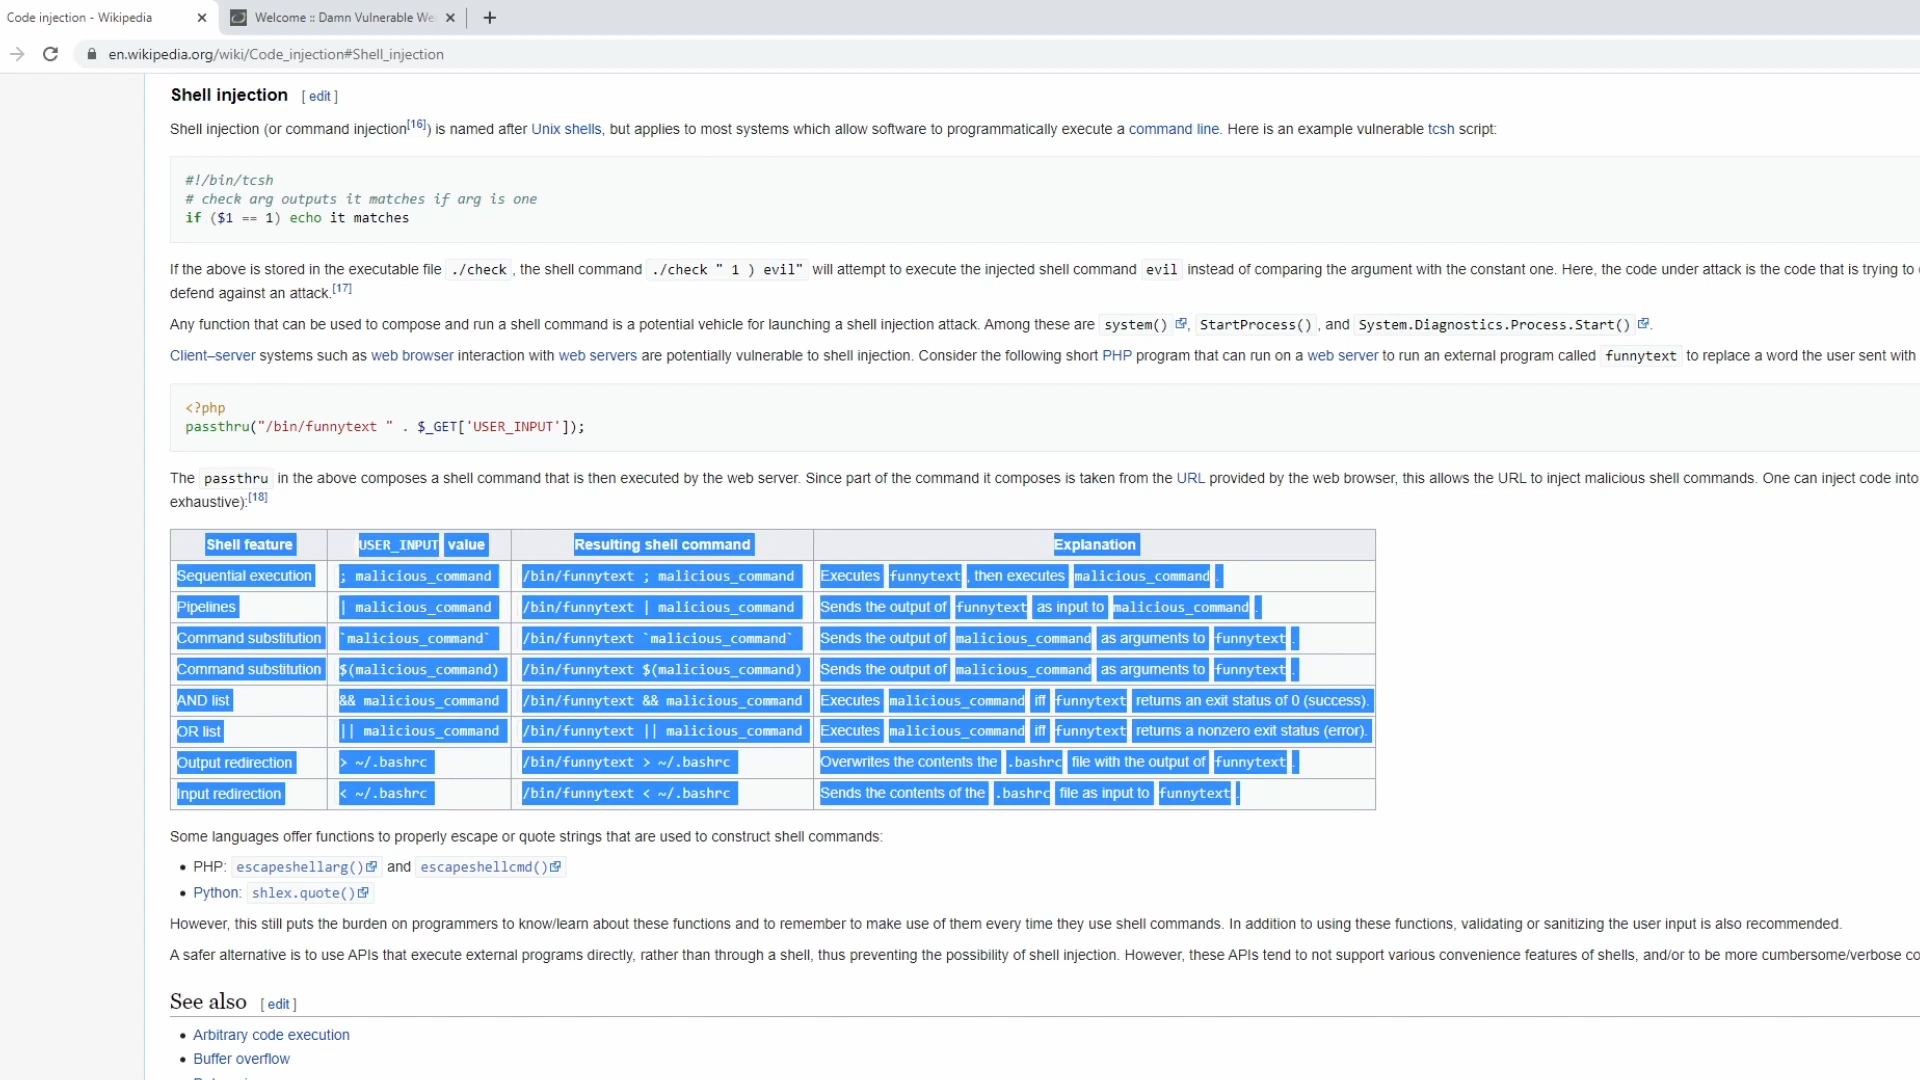 Code injection - Wikipedia
Welcome :: Damn Vulnerable We
en.wikipedia.org/wiki/Code_injection#Shell_injection
Shell injection [ edit ]
Shell injection (or command injection[16]) is named after Unix shells, but applies to most systems which allow software to programmatically execute a command line. Here is an example vulnerable tcsh script:
#!/bin/tcsh
# check arg outputs it matches if arg is one
if ($1 == 1) echo it matches
If the above is stored in the executable file ./check , the shell command ./check " 1 ) evil" will attempt to execute the injected shell command evil instead of comparing the argument with the constant one. Here, the code under attack is the code that is trying to
defend against an attack.[17]
Any function that can be used to compose and run a shell command is a potential vehicle for launching a shell injection attack. Among these are system() , StartProcess() , and System.Diagnostics.Process.Start() .
Client–server systems such as web browser interaction with web servers are potentially vulnerable to shell injection. Consider the following short PHP program that can run on a web server to run an external program called funnytext to replace a word the user sent with
<?php
passthru("/bin/funnytext " . $_GET['USER_INPUT']);
The passthru in the above composes a shell command that is then executed by the web server. Since part of the command it composes is taken from the URL provided by the web browser, this allows the URL to inject malicious shell commands. One can inject code into
exhaustive):[18]
Shell feature USER_INPUT value Resulting shell command Explanation
Sequential execution ; malicious_command /bin/funnytext ; malicious_command Executes funnytext , then executes malicious_command .
Pipelines | malicious_command /bin/funnytext | malicious_command Sends the output of funnytext as input to malicious_command .
Command substitution `malicious_command` /bin/funnytext `malicious_command` Sends the output of malicious_command as arguments to funnytext .
Command substitution $(malicious_command) /bin/funnytext $(malicious_command) Sends the output of malicious_command as arguments to funnytext .
AND list && malicious_command /bin/funnytext && malicious_command Executes malicious_command iff funnytext returns an exit status of 0 (success).
OR list || malicious_command /bin/funnytext || malicious_command Executes malicious_command iff funnytext returns a nonzero exit status (error).
Output redirection > ~/.bashrc /bin/funnytext > ~/.bashrc Overwrites the contents the .bashrc file with the output of funnytext .
Input redirection < ~/.bashrc /bin/funnytext < ~/.bashrc Sends the contents of the .bashrc file as input to funnytext .
Some languages offer functions to properly escape or quote strings that are used to construct shell commands:
• PHP: escapeshellarg() and escapeshellcmd()
• Python: shlex.quote()
However, this still puts the burden on programmers to know/learn about these functions and to remember to make use of them every time they use shell commands. In addition to using these functions, validating or sanitizing the user input is also recommended.
A safer alternative is to use APIs that execute external programs directly, rather than through a shell, thus preventing the possibility of shell injection. However, these APIs tend to not support various convenience features of shells, and/or to be more cumbersome/verbose co
See also [ edit ]
• Arbitrary code execution
• Buffer overflow